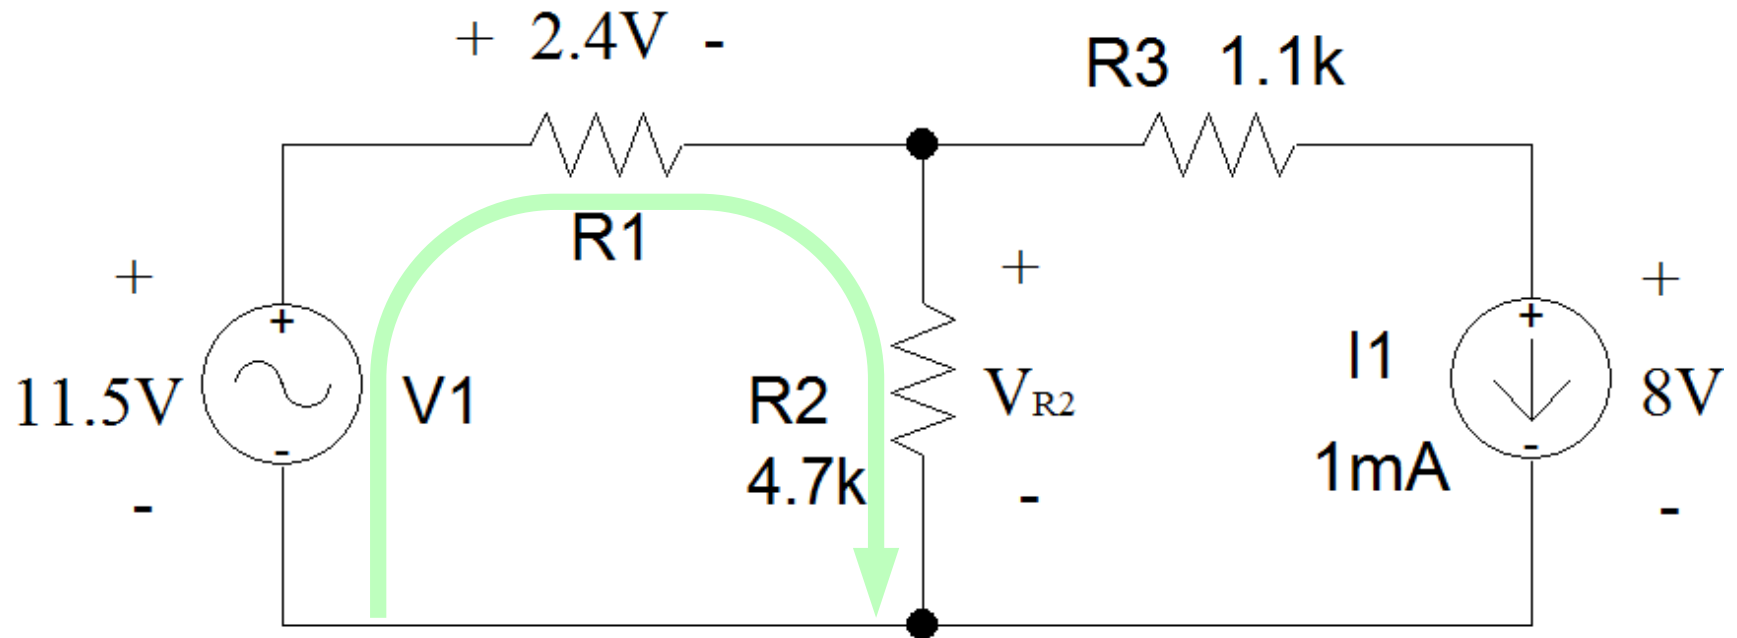 + 2.4V -
R3 1.1k
R1
+
11.5V
-
+
-
V1
R2
4.7k
+
VR2
-
I1
1mA
+
-
+
8V
-